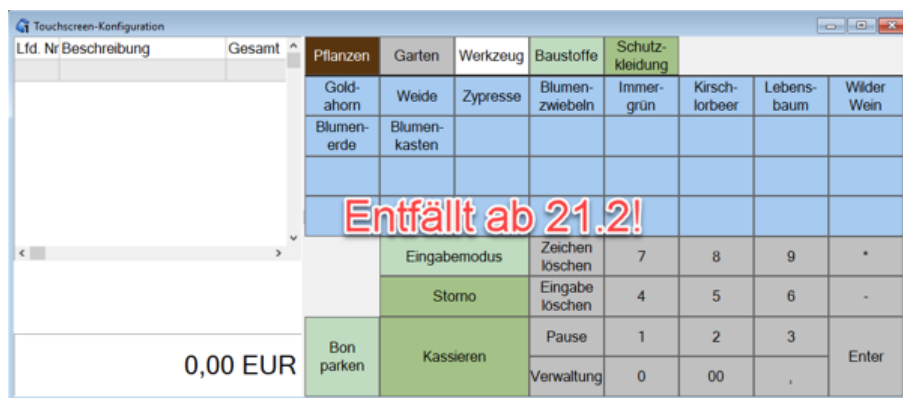 Touchscreen-Konfiguration
Lfd. Nr Beschreibung Gesamt
Pflanzen Garten Werkzeug Baustoffe Schutz-
kleidung
Gold-
ahorn Weide Zypresse Blumen-
zwiebeln Immer-
grün Kirsch-
lorbeer Lebens-
baum Wilder
Wein
Blumen-
erde Blumen-
kasten
Entfällt ab 21.2!
Eingabemodus Zeichen
löschen 7 8 9 *
Storno Eingabe
löschen 4 5 6 -
Bon
parken Kassieren Pause 1 2 3 Enter
Verwaltung 0 00 ,
0,00 EUR